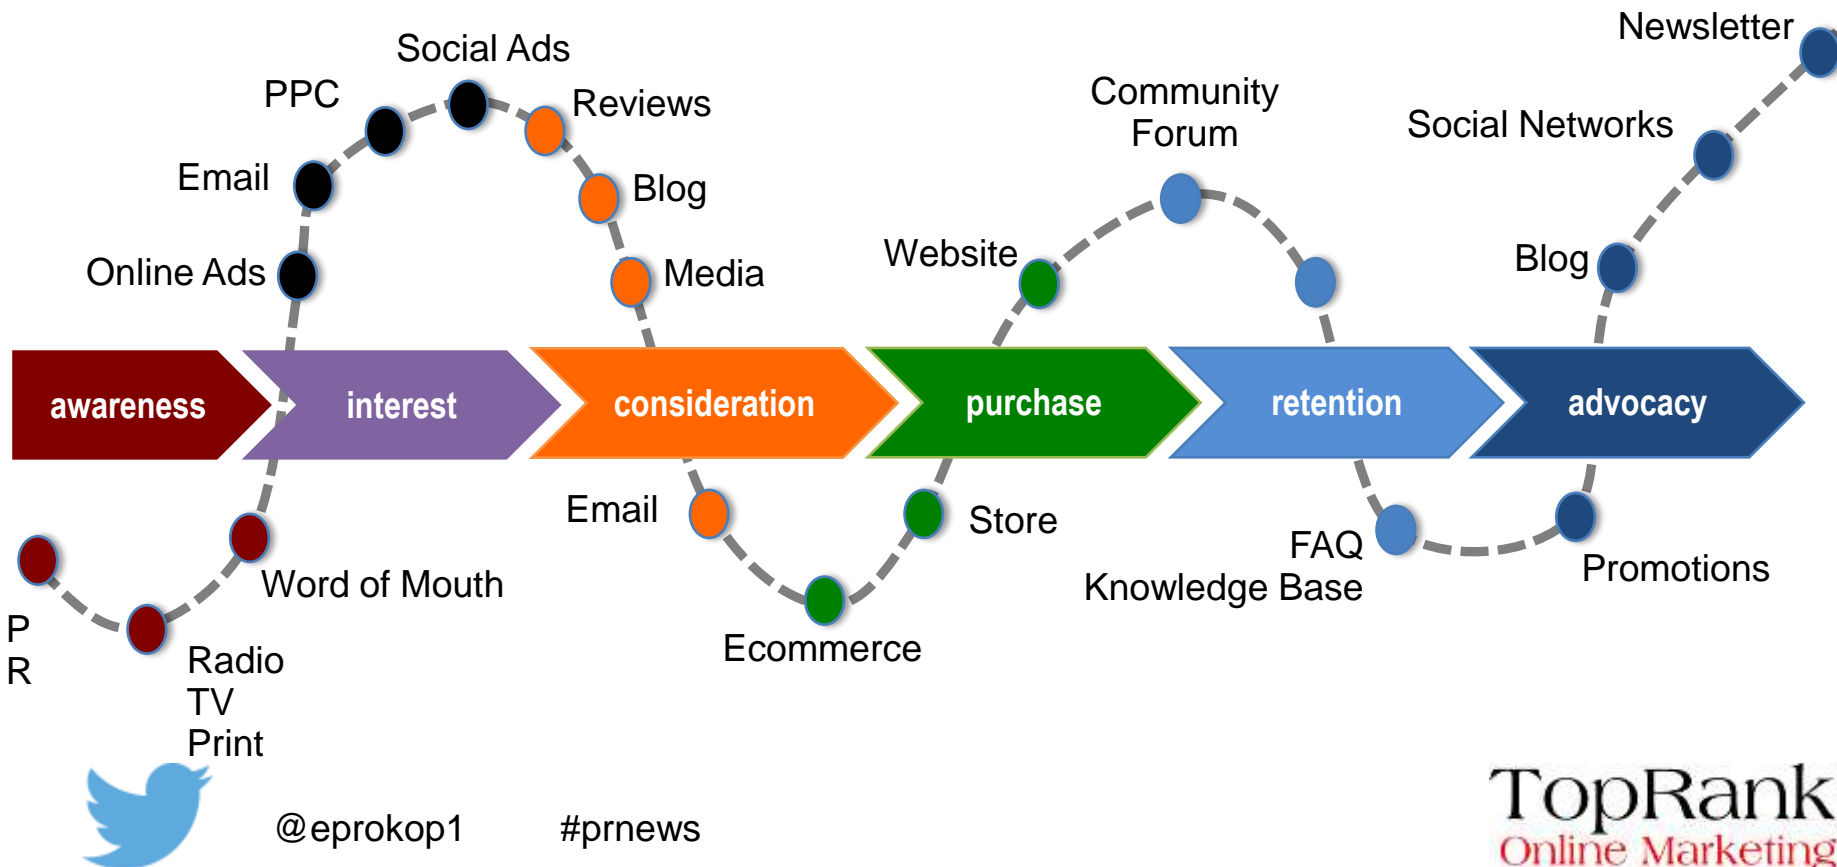 Newsletter
Social Ads
PPC
Reviews
Community
Forum
Social Networks
Email
Blog
Website
Blog
Online Ads
Media
awareness
interest
consideration
purchase
retention
advocacy
Email
Store
FAQ
Knowledge Base
Promotions
Word of Mouth
P
R
Ecommerce
Radio
TV
Print
@eprokop1
#prnews
TopRank
Online Marketing